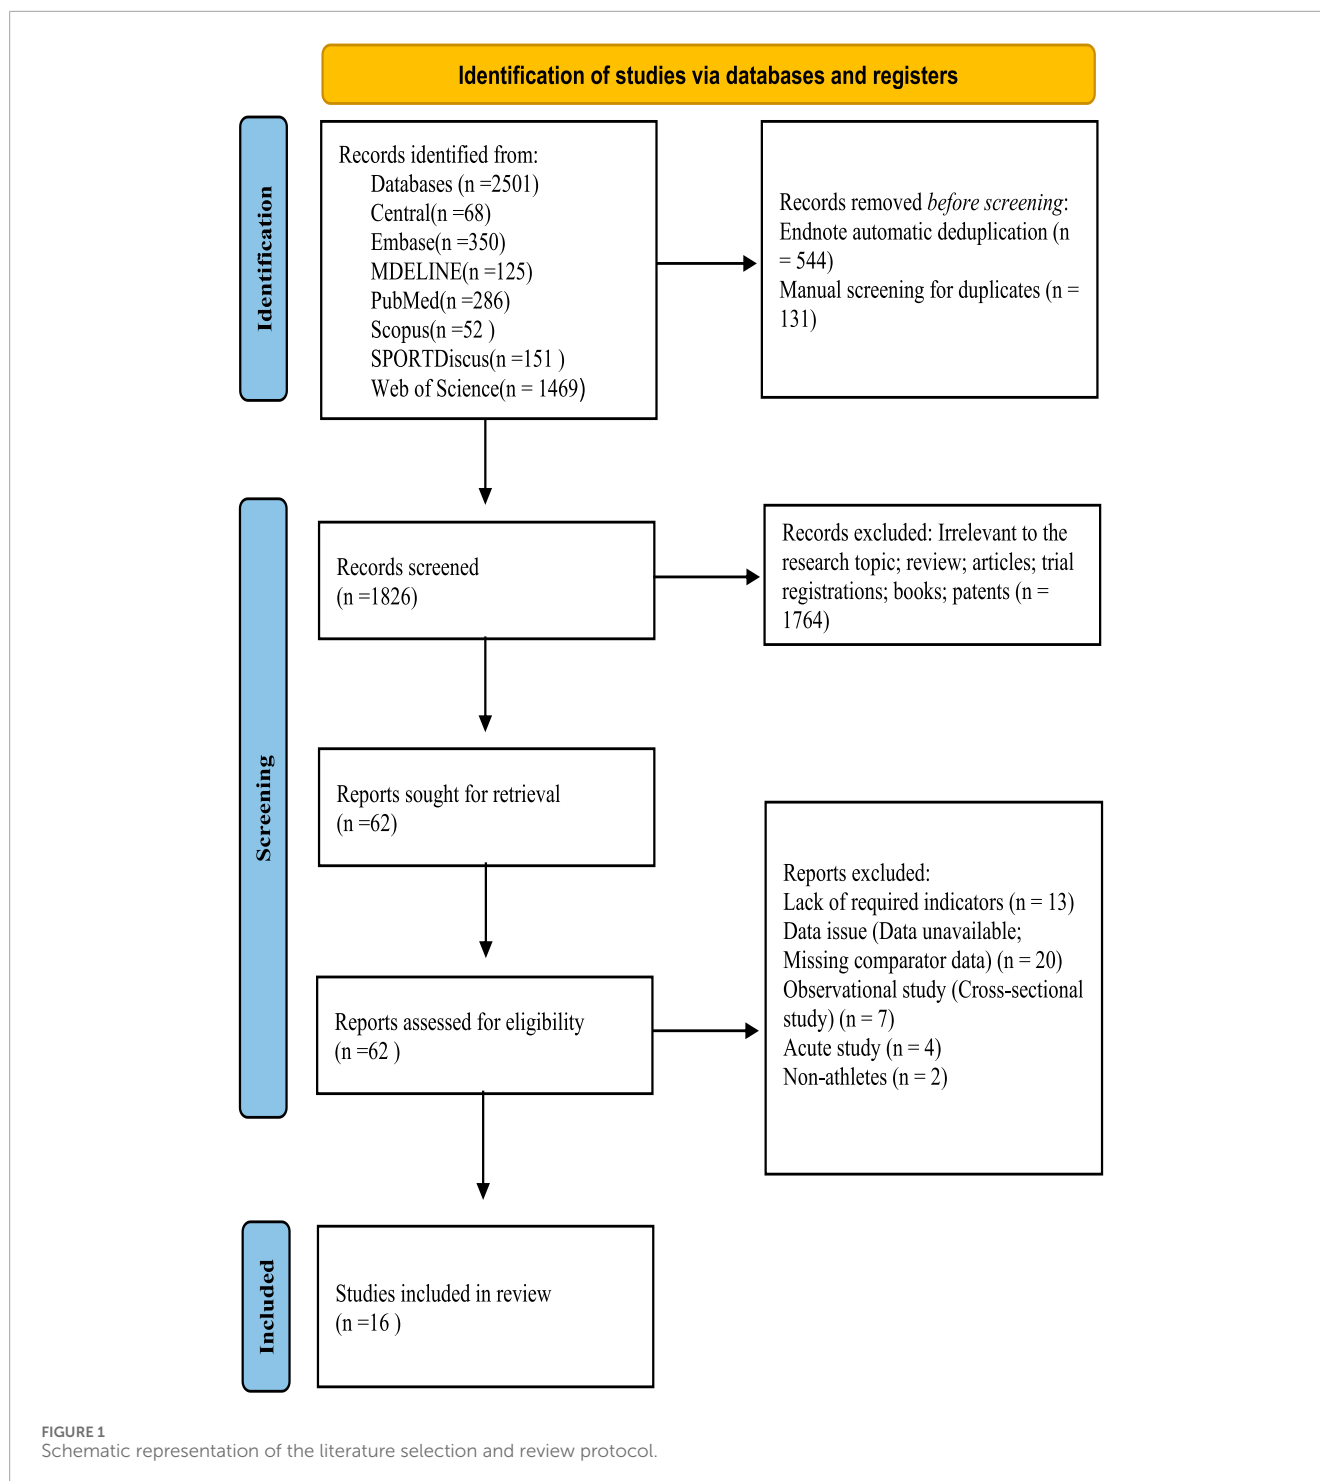 Identification of studies via databases and registers
Identification
Records identified from:
Databases (n =2501)
Central(n =68)
Embase(n =350)
MDELINE(n =125)
PubMed(n =286)
Scopus(n =52 )
SPORTDiscus(n =151 )
Web of Science(n = 1469)
Records removed before screening:
Endnote automatic deduplication (n
= 544)
Manual screening for duplicates (n =
131)
Screening
Records screened
(n =1826)
Records excluded: Irrelevant to the
research topic; review; articles; trial
registrations; books; patents (n =
1764)
Reports sought for retrieval
(n =62)
Reports assessed for eligibility
(n =62 )
Reports excluded:
Lack of required indicators (n = 13)
Data issue (Data unavailable;
Missing comparator data) (n = 20)
Observational study (Cross-sectional
study) (n = 7)
Acute study (n = 4)
Non-athletes (n = 2)
Included
Studies included in review
(n =16 )
FIGURE 1
Schematic representation of the literature selection and review protocol.